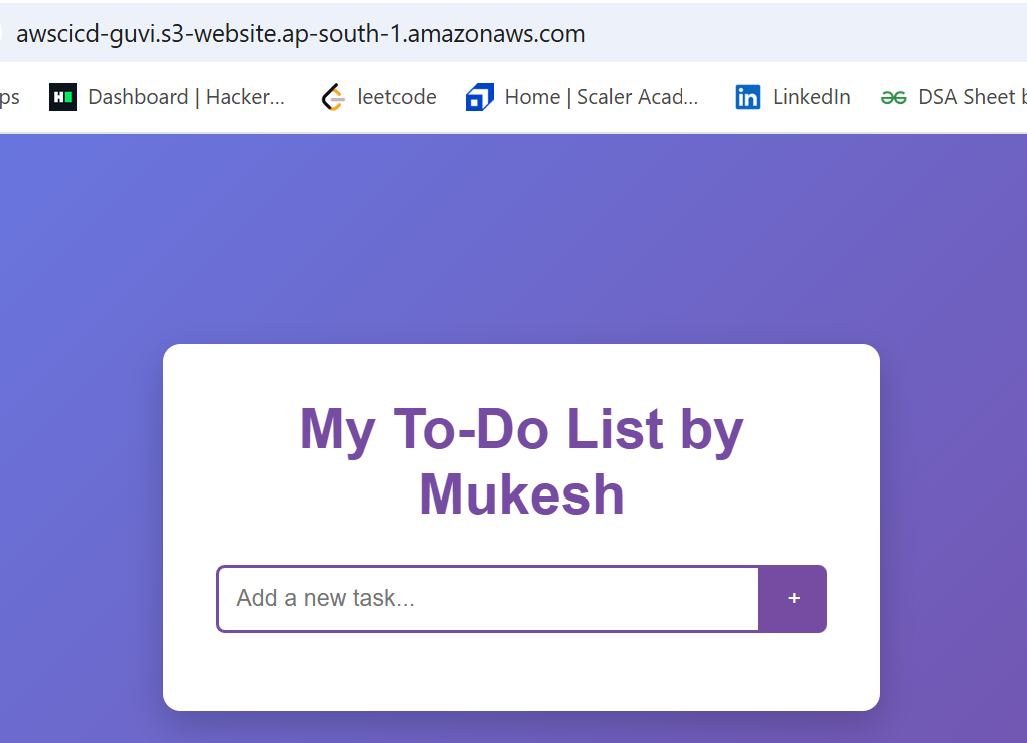 awscicd-guvi.s3-website.ap-south-1.amazonaws.com
ps Dashboard | Hacker... leetcode Home | Scaler Acad... LinkedIn DSA Sheet b
My To-Do List by
Mukesh
Add a new task... +